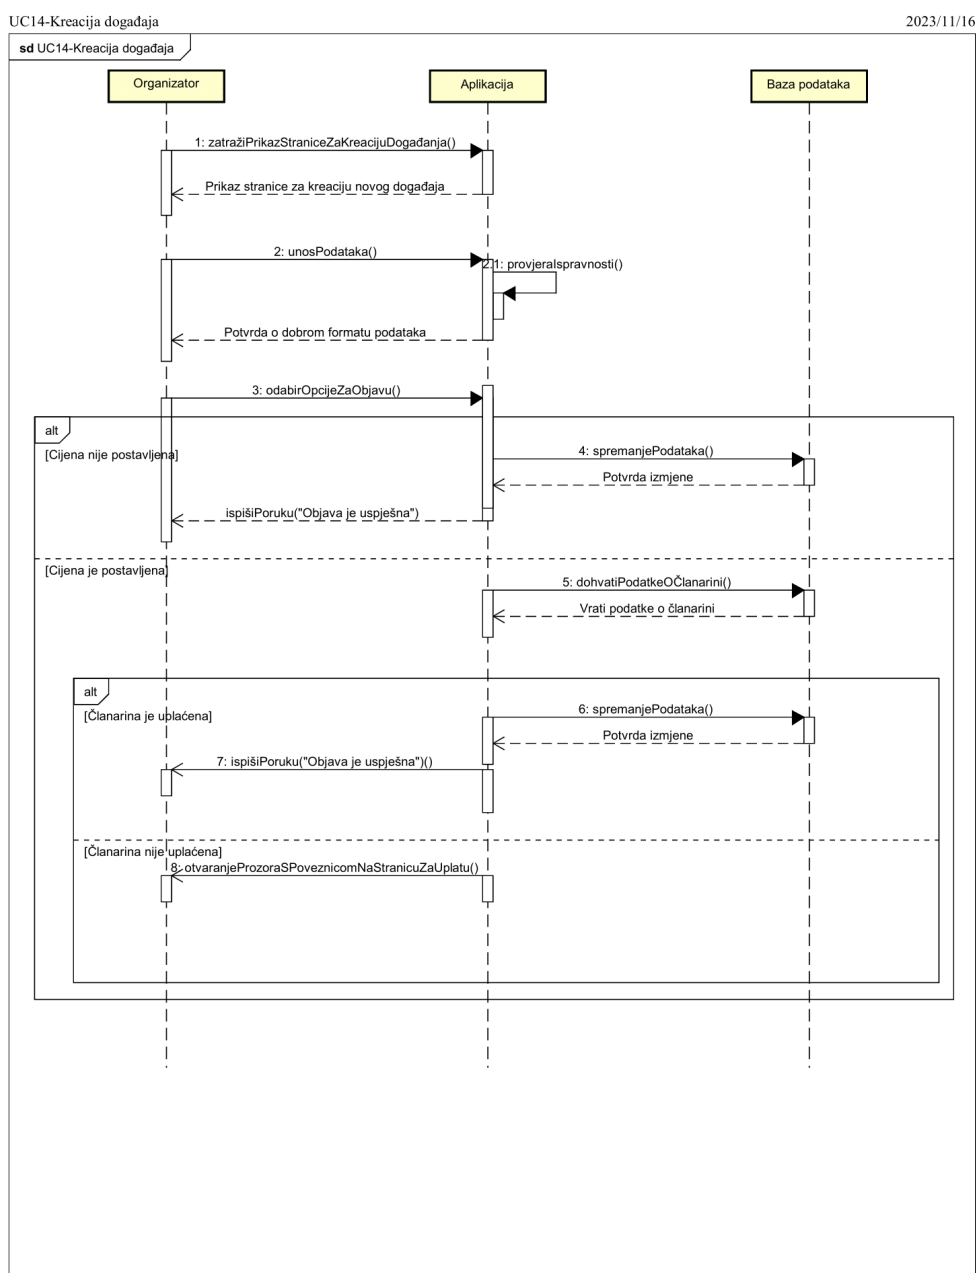 UC14-Kreacija događaja
2023/11/16
sd UC14-Kreacija događaja
Organizator
Aplikacija
Baza podataka
1: zatražiPrikazStraniceZaKreacijuDogađanja()
Prikaz stranice za kreaciju novog događaja
2: unosPodataka()
2.1: provjeraIspravnosti()
Potvrda o dobrom formatu podataka
3: odabirOpcijeZaObjavu()
alt
[Cijena nije postavljena]
4: spremanjePodataka()
Potvrda izmjene
ispišiPoruku("Objava je uspješna")
[Cijena je postavljena]
5: dohvatiPodatkeOČlanarini()
Vrati podatke o članarini
alt
[Članarina je uplaćena]
6: spremanjePodataka()
Potvrda izmjene
7: ispišiPoruku("Objava je uspješna")()
[Članarina nije uplaćena]
8: otvaranjeProzoraSPoveznicomNaStranicuZaUplatu()